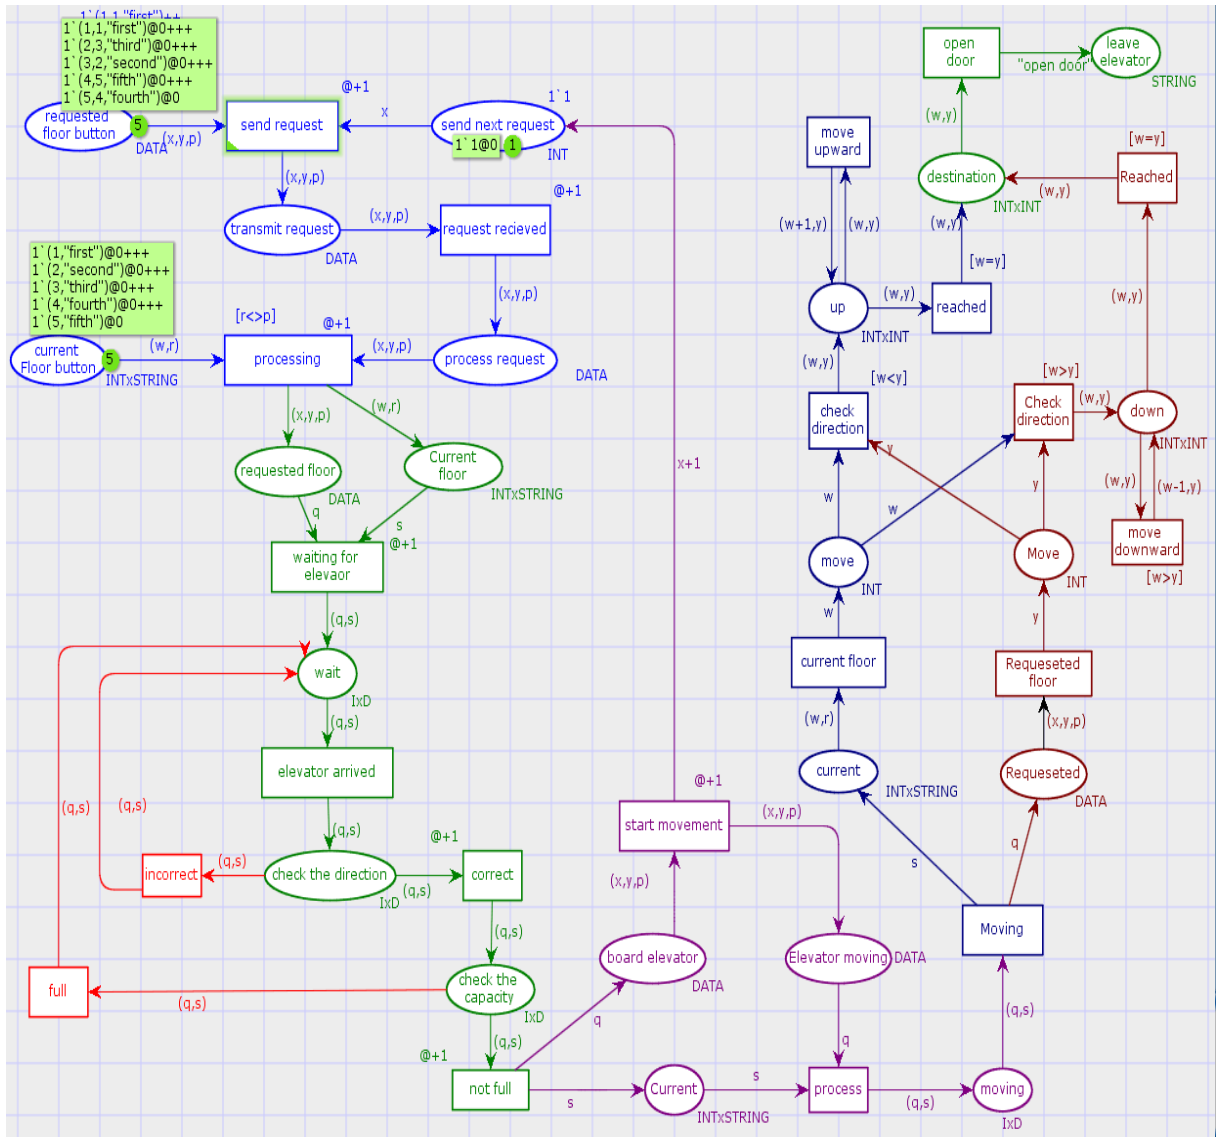 1`(1,1,"first")++
1`(1,1,"first")@0+++
1`(2,3,"third")@0+++
1`(3,2,"second")@0+++
1`(4,5,"fifth")@0+++
1`(5,4,"fourth")@0
requested
floor button
5
DATA
(x,y,p)
@+1
send request
x
1`1
send next request
1`1@0
1
INT
(x,y,p)
transmit request
DATA
(x,y,p)
@+1
request recieved
(x,y,p)
1`(1,"first")@0+++
1`(2,"second")@0+++
1`(3,"third")@0+++
1`(4,"fourth")@0+++
1`(5,"fifth")@0
current
Floor button
5
INTxSTRING
(w,r)
[r<>p]
@+1
processing
(x,y,p)
process request
DATA
(x,y,p)
(w,r)
requested floor
DATA
Current
floor
INTxSTRING
q
s
@+1
waiting for
elevaor
(q,s)
wait
IxD
(q,s)
elevator arrived
(q,s)
(q,s)
(q,s)
incorrect
(q,s)
check the direction
IxD
(q,s)
@+1
correct
(q,s)
full
(q,s)
check the
capacity
IxD
(q,s)
@+1
not full
q
s
board elevator
DATA
(x,y,p)
@+1
start movement
x+1
(x,y,p)
Elevator moving
DATA
q
Current
INTxSTRING
s
process
(q,s)
moving
IxD
(q,s)
Moving
s
q
current
INTxSTRING
Requeseted
DATA
(w,r)
(x,y,p)
current floor
Requeseted
floor
w
y
move
INT
Move
INT
w
w
y
y
check
direction
[w<y]
Check
direction
[w>y]
(w,y)
(w,y)
up
INTxINT
(w+1,y)
(w,y)
move
upward
(w,y)
reached
[w=y]
(w,y)
down
INTxINT
(w,y)
(w-1,y)
move
downward
[w>y]
(w,y)
[w=y]
Reached
(w,y)
destination
INTxINT
(w,y)
open
door
"open door"
leave
elevator
STRING